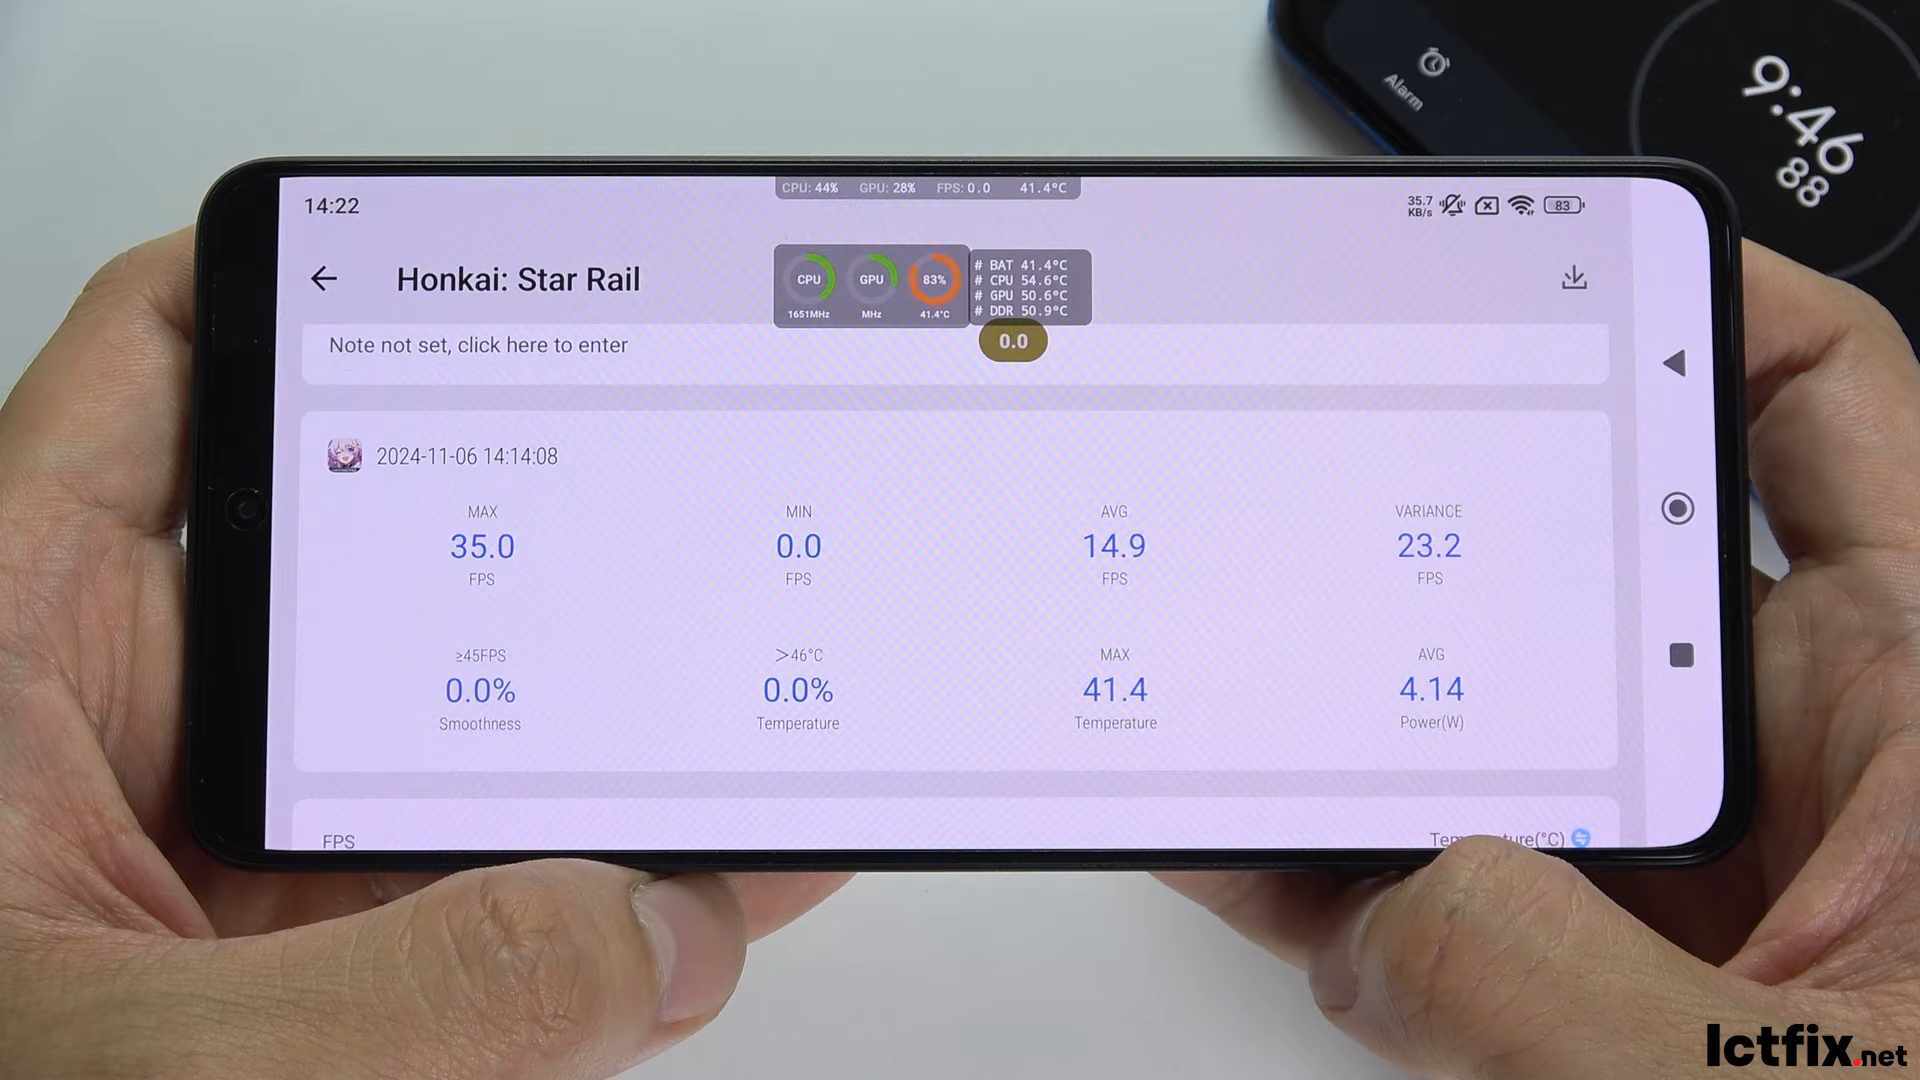 Alarm
9:46
88
CPU: 44% GPU: 28% FPS: 0.0 41.4°C
14:22
35.7
KB/s
83
Honkai: Star Rail
CPU GPU 83%
1651MHz MHz 41.4°C
# BAT 41.4°C
# CPU 54.6°C
# GPU 50.6°C
# DDR 50.9°C
0.0
Note not set, click here to enter
2024-11-06 14:14:08
MAX MIN AVG VARIANCE
35.0 0.0 14.9 23.2
FPS FPS FPS FPS
≥45FPS >46°C MAX AVG
0.0% 0.0% 41.4 4.14
Smoothness Temperature Temperature Power(W)
FPS
Ictfix.net